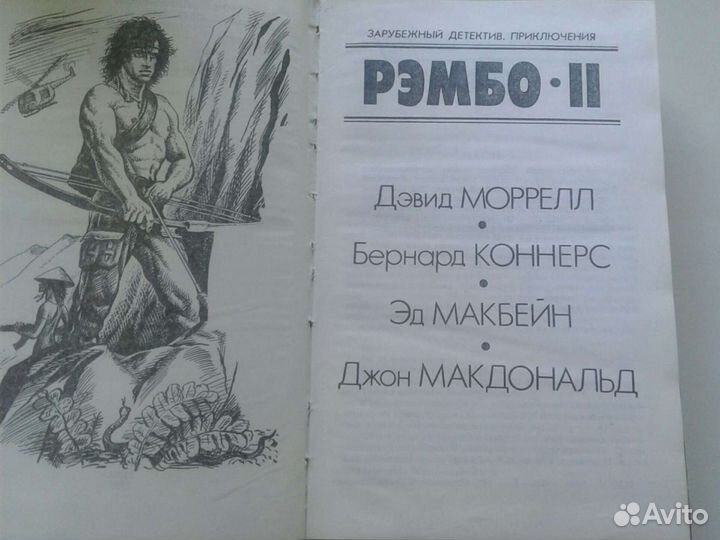 ЗАРУБЕЖНЫЙ ДЕТЕКТИВ. ПРИКЛЮЧЕНИЯ
РЭМБО·II
Дэвид МОРРЕЛЛ
•
Бернард КОННЕРС
•
Эд МАКБЕЙН
•
Джон МАКДОНАЛЬД
Avito